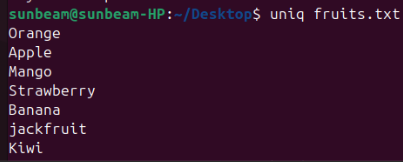 sunbeam@sunbeam-HP:~/Desktop$ uniq fruits.txt
Orange
Apple
Mango
Strawberry
Banana
jackfruit
Kiwi